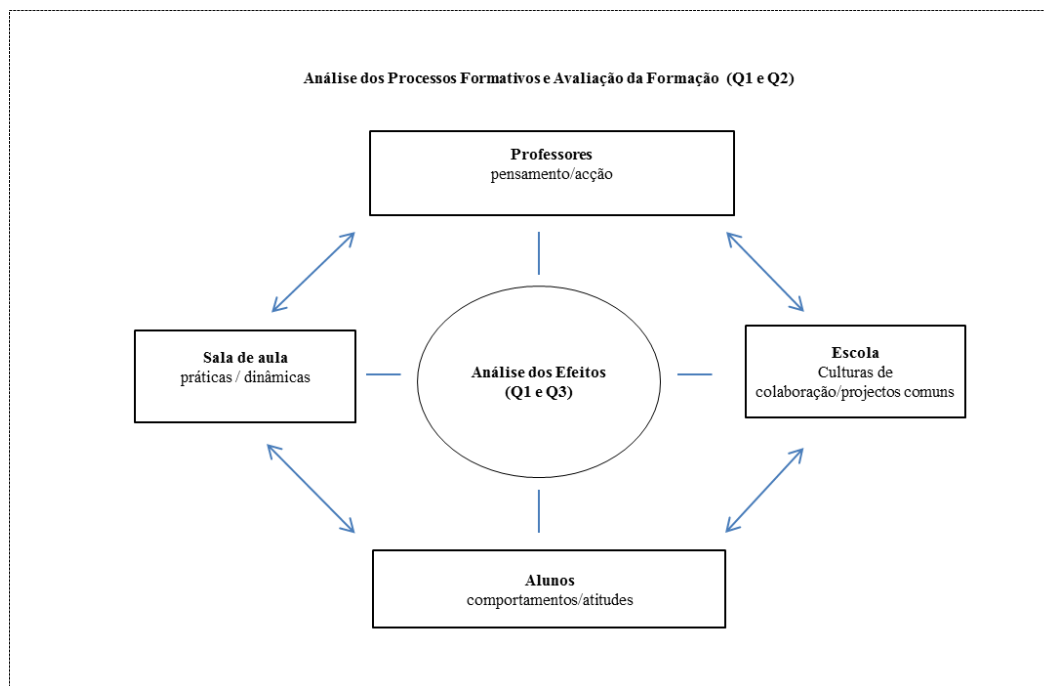 Análise dos Processos Formativos e Avaliação da Formação (Q1 e Q2)
Professores
pensamento/acção
Sala de aula
práticas / dinâmicas
Análise dos Efeitos
(Q1 e Q3)
Escola
Culturas de
colaboração/projectos comuns
Alunos
comportamentos/atitudes